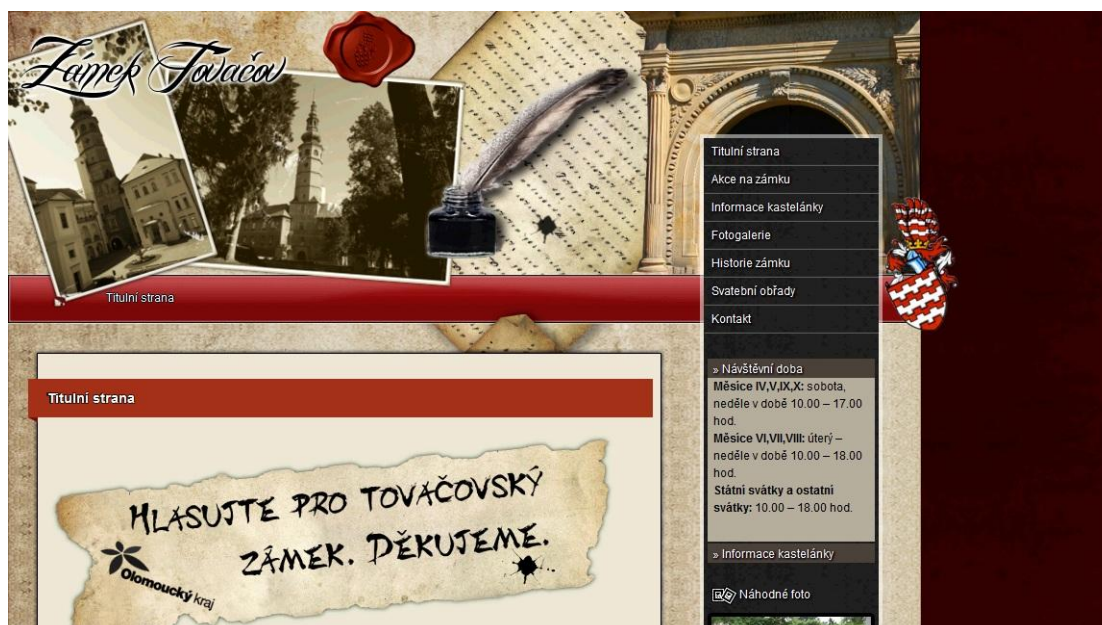 Zámek Tovačov
Titulní strana
Akce na zámku
Informace kastelánky
Fotogalerie
Historie zámku
Svatební obřady
Kontakt
Titulní strana
» Návštěvní doba
Měsíce IV,V,IX,X: sobota,
neděle v době 10.00 – 17.00
hod.
Měsíce VI,VII,VIII: úterý –
neděle v době 10.00 – 18.00
hod.
Státní svátky a ostatní
svátky: 10.00 – 18.00 hod.
» Informace kastelánky
Náhodné foto
Titulní strana
Hlasujte pro tovačovský
zámek. Děkujeme.
Olomoucký kraj